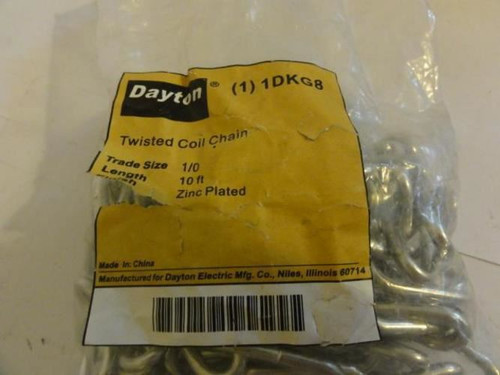 Dayton® (1) 1DKG8
Twisted Coil Chain
Trade Size 1/0
Length 10 ft
Zinc Plated
Made In: China
Manufactured for Dayton Electric Mfg. Co., Niles, Illinois 60714